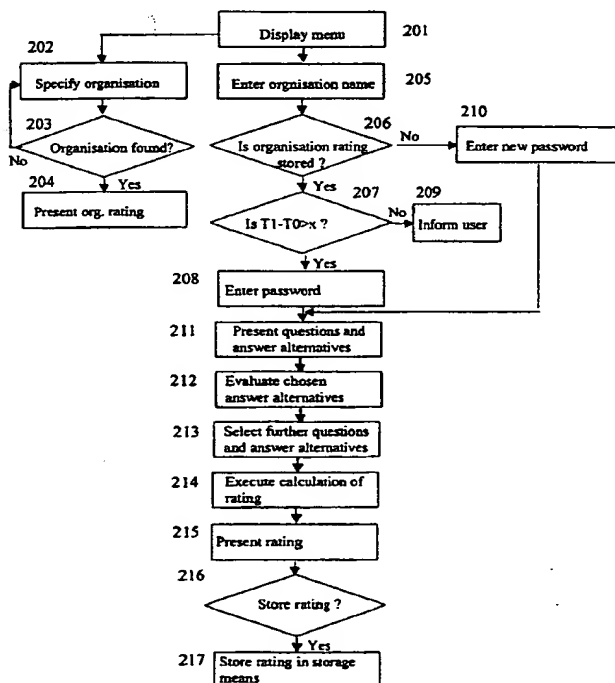 201
Display menu
202
Specify organisation
205
Enter orgnisation name
203
Organisation found?
No
Yes
204
Present org. rating
206
Is organisation rating
stored ?
No
Yes
210
Enter new password
207
Is T1-T0>x ?
No
Yes
209
Inform user
208
Enter password
211
Present questions and
answer alternatives
212
Evaluate chosen
answer alternatives
213
Select further questions
and answer alternatives
214
Execute calculation of
rating
215
Present rating
216
Store rating ?
Yes
217
Store rating in storage
means